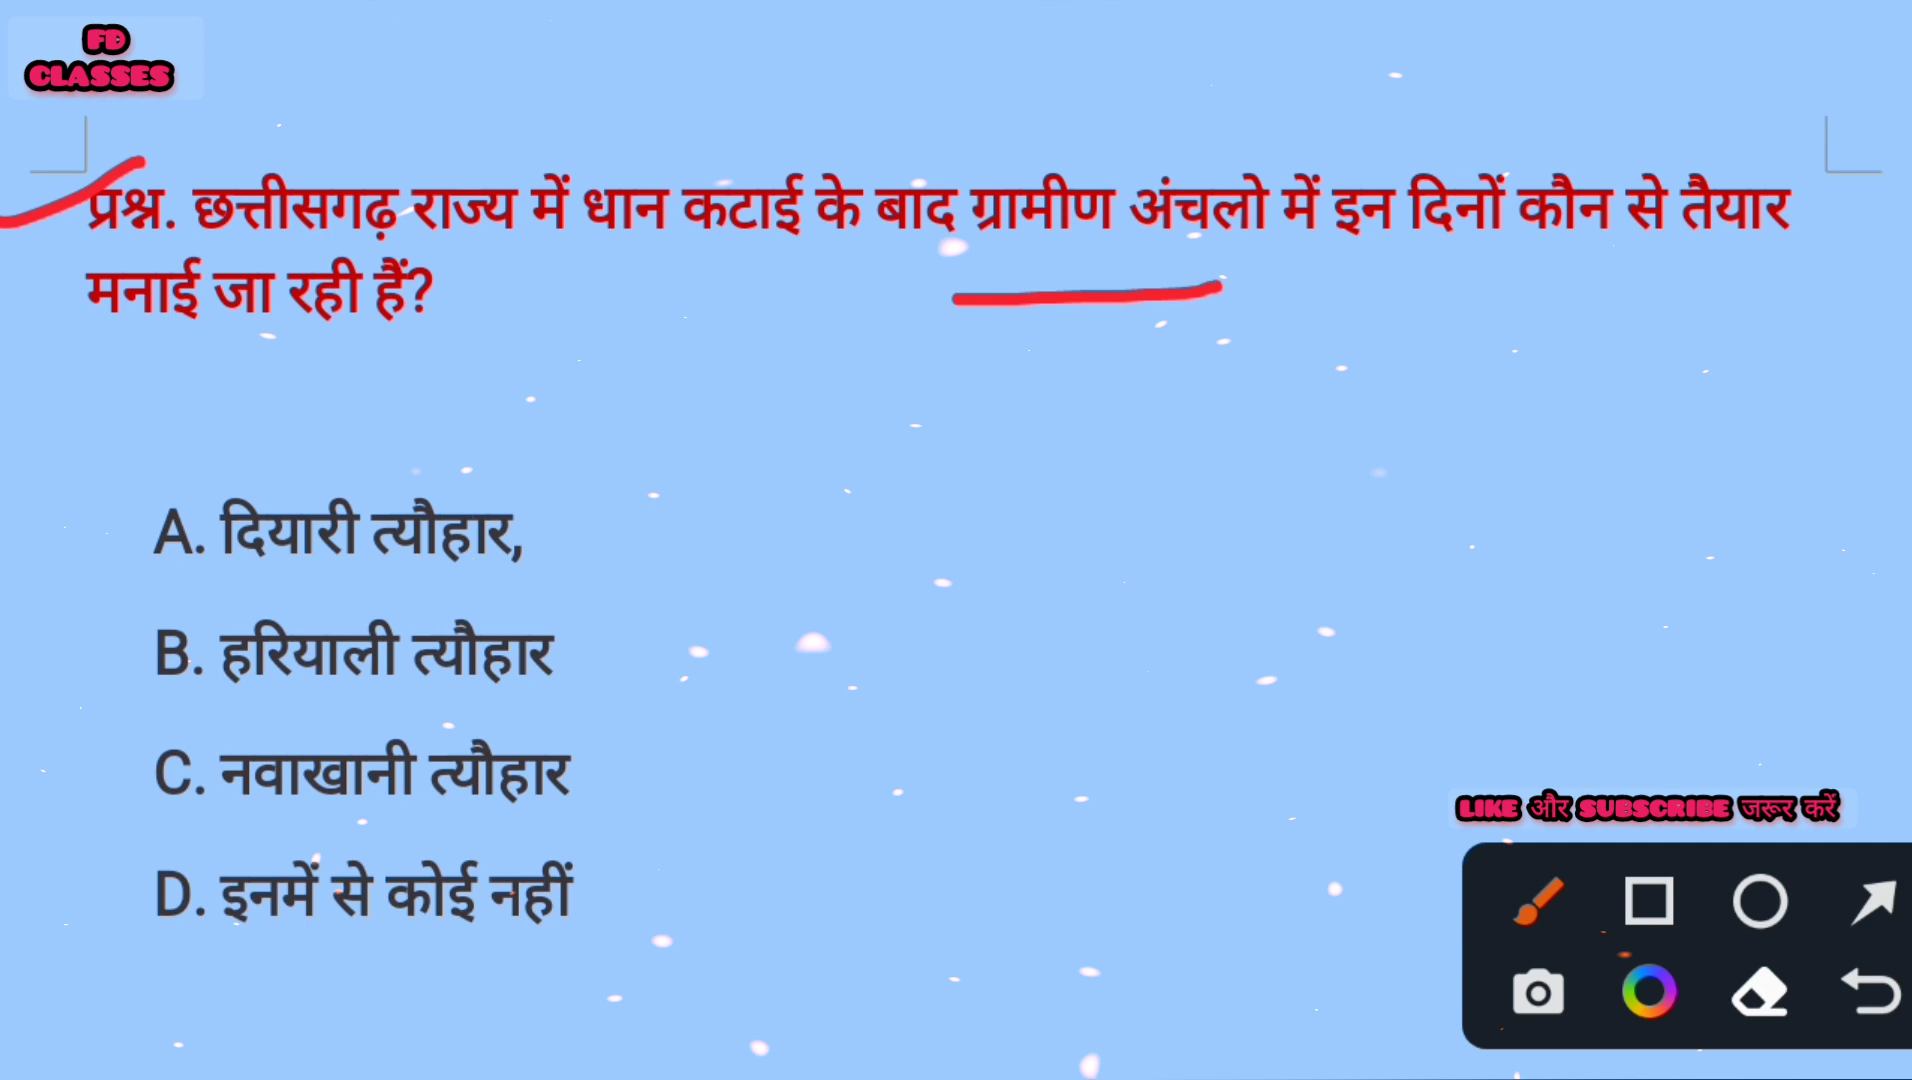 FD
CLASSES
प्रश्न. छत्तीसगढ़ राज्य में धान कटाई के बाद ग्रामीण अंचलो में इन दिनों कौन से तैयार
मनाई जा रही हैं?
A. दियारी त्यौहार,
B. हरियाली त्यौहार
C. नवाखानी त्यौहार
D. इनमें से कोई नहीं
LIKE और SUBSCRIBE जरूर करें